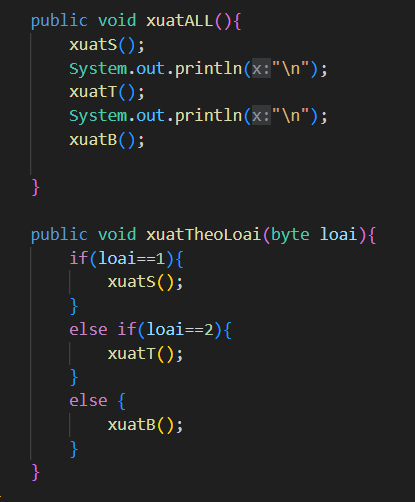 public void xuatALL(){
    xuatS();
    System.out.println(x:"\n");
    xuatT();
    System.out.println(x:"\n");
    xuatB();

}

public void xuatTheoLoai(byte loai){
    if(loai==1){
        xuatS();
    }
    else if(loai==2){
        xuatT();
    }
    else {
        xuatB();
    }
}